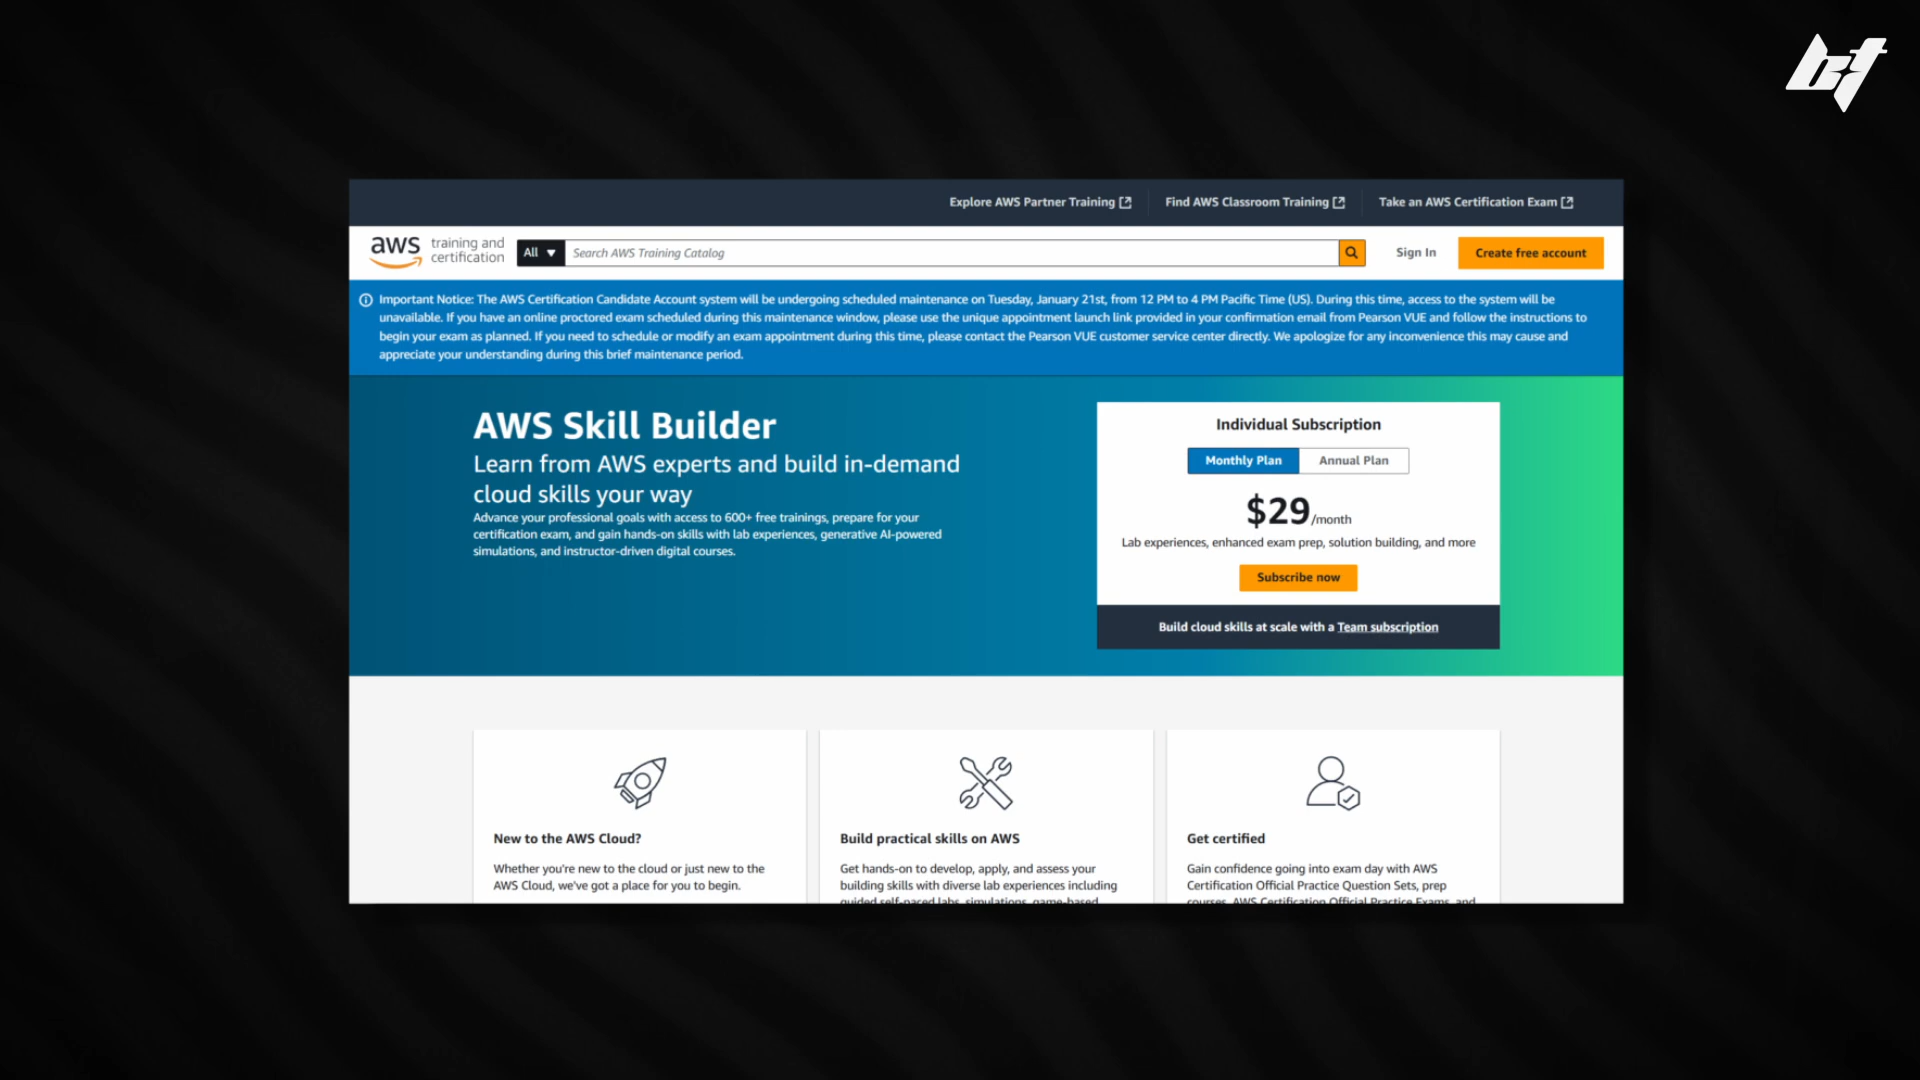 Explore AWS Partner Training
Find AWS Classroom Training
Take an AWS Certification Exam
aws training and certification
All
Search AWS Training Catalog
Sign In
Create free account
Important Notice: The AWS Certification Candidate Account system will be undergoing scheduled maintenance on Tuesday, January 21st, from 12 PM to 4 PM Pacific Time (US). During this time, access to the system will be
unavailable. If you have an online proctored exam scheduled during this maintenance window, please use the unique appointment launch link provided in your confirmation email from Pearson VUE and follow the instructions to
begin your exam as planned. If you need to schedule or modify an exam appointment during this time, please contact the Pearson VUE customer service center directly. We apologize for any inconvenience this may cause and
appreciate your understanding during this brief maintenance period.
AWS Skill Builder
Learn from AWS experts and build in-demand
cloud skills your way
Advance your professional goals with access to 600+ free trainings, prepare for your
certification exam, and gain hands-on skills with lab experiences, generative AI-powered
simulations, and instructor-driven digital courses.
Individual Subscription
Monthly Plan
Annual Plan
$29/month
Lab experiences, enhanced exam prep, solution building, and more
Subscribe now
Build cloud skills at scale with a Team subscription
New to the AWS Cloud?
Whether you're new to the cloud or just new to the
AWS Cloud, we've got a place for you to begin.
Build practical skills on AWS
Get hands-on to develop, apply, and assess your
building skills with diverse lab experiences including
guided self-paced labs, simulations, game-based
Get certified
Gain confidence going into exam day with AWS
Certification Official Practice Question Sets, prep
courses, AWS Certification Official Practice Exams, and